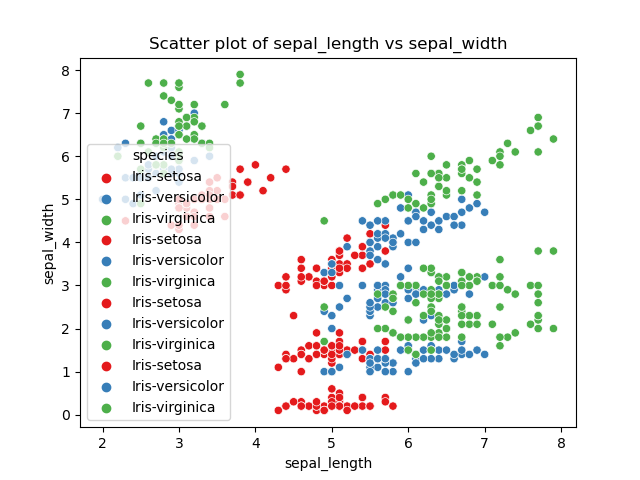 Scatter plot of sepal_length vs sepal_width
8
7
6
5
4
3
2
1
0
sepal_width
species
Iris-setosa
Iris-versicolor
Iris-virginica
Iris-setosa
Iris-versicolor
Iris-virginica
Iris-setosa
Iris-versicolor
Iris-virginica
Iris-setosa
Iris-versicolor
Iris-virginica
2 3 4 5 6 7 8
sepal_length